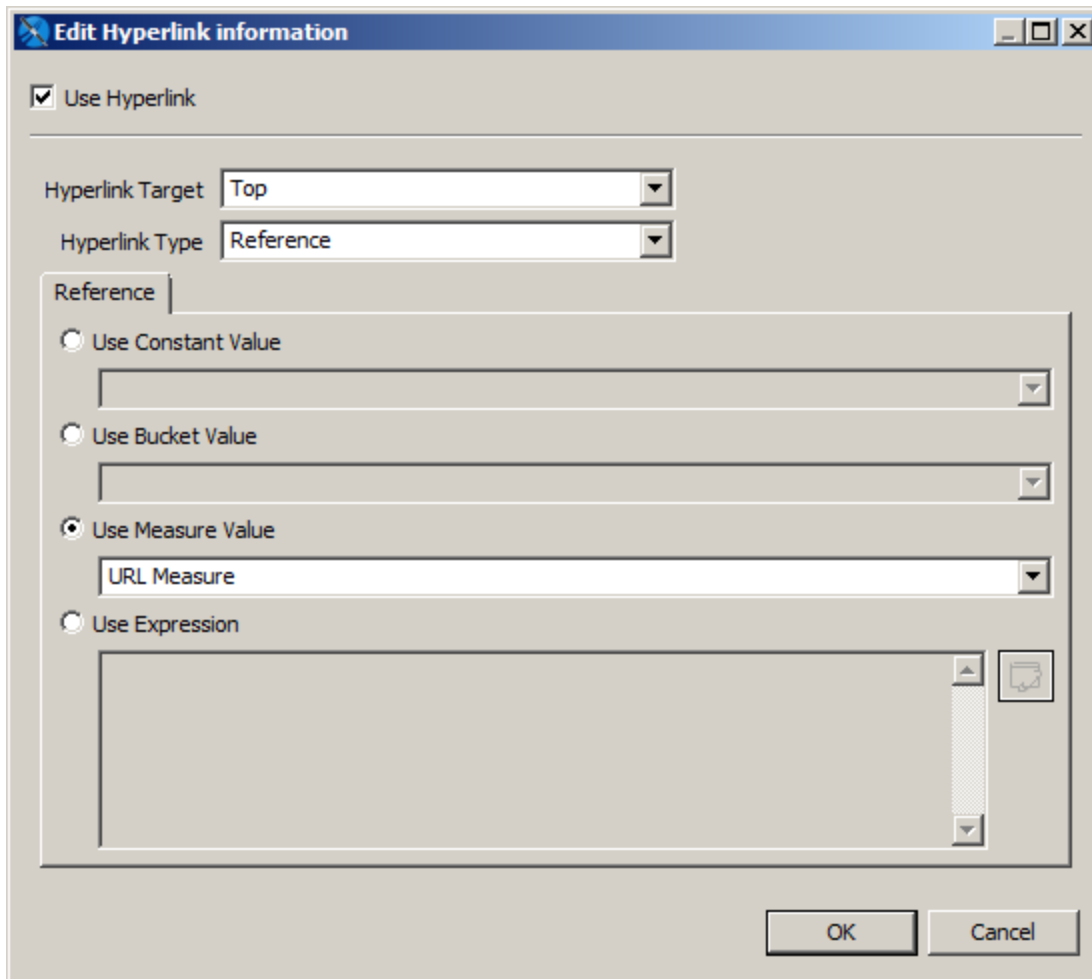 Edit Hyperlink information
Use Hyperlink
Hyperlink Target Top
Hyperlink Type Reference
Reference
Use Constant Value
Use Bucket Value
Use Measure Value
URL Measure
Use Expression
OK Cancel